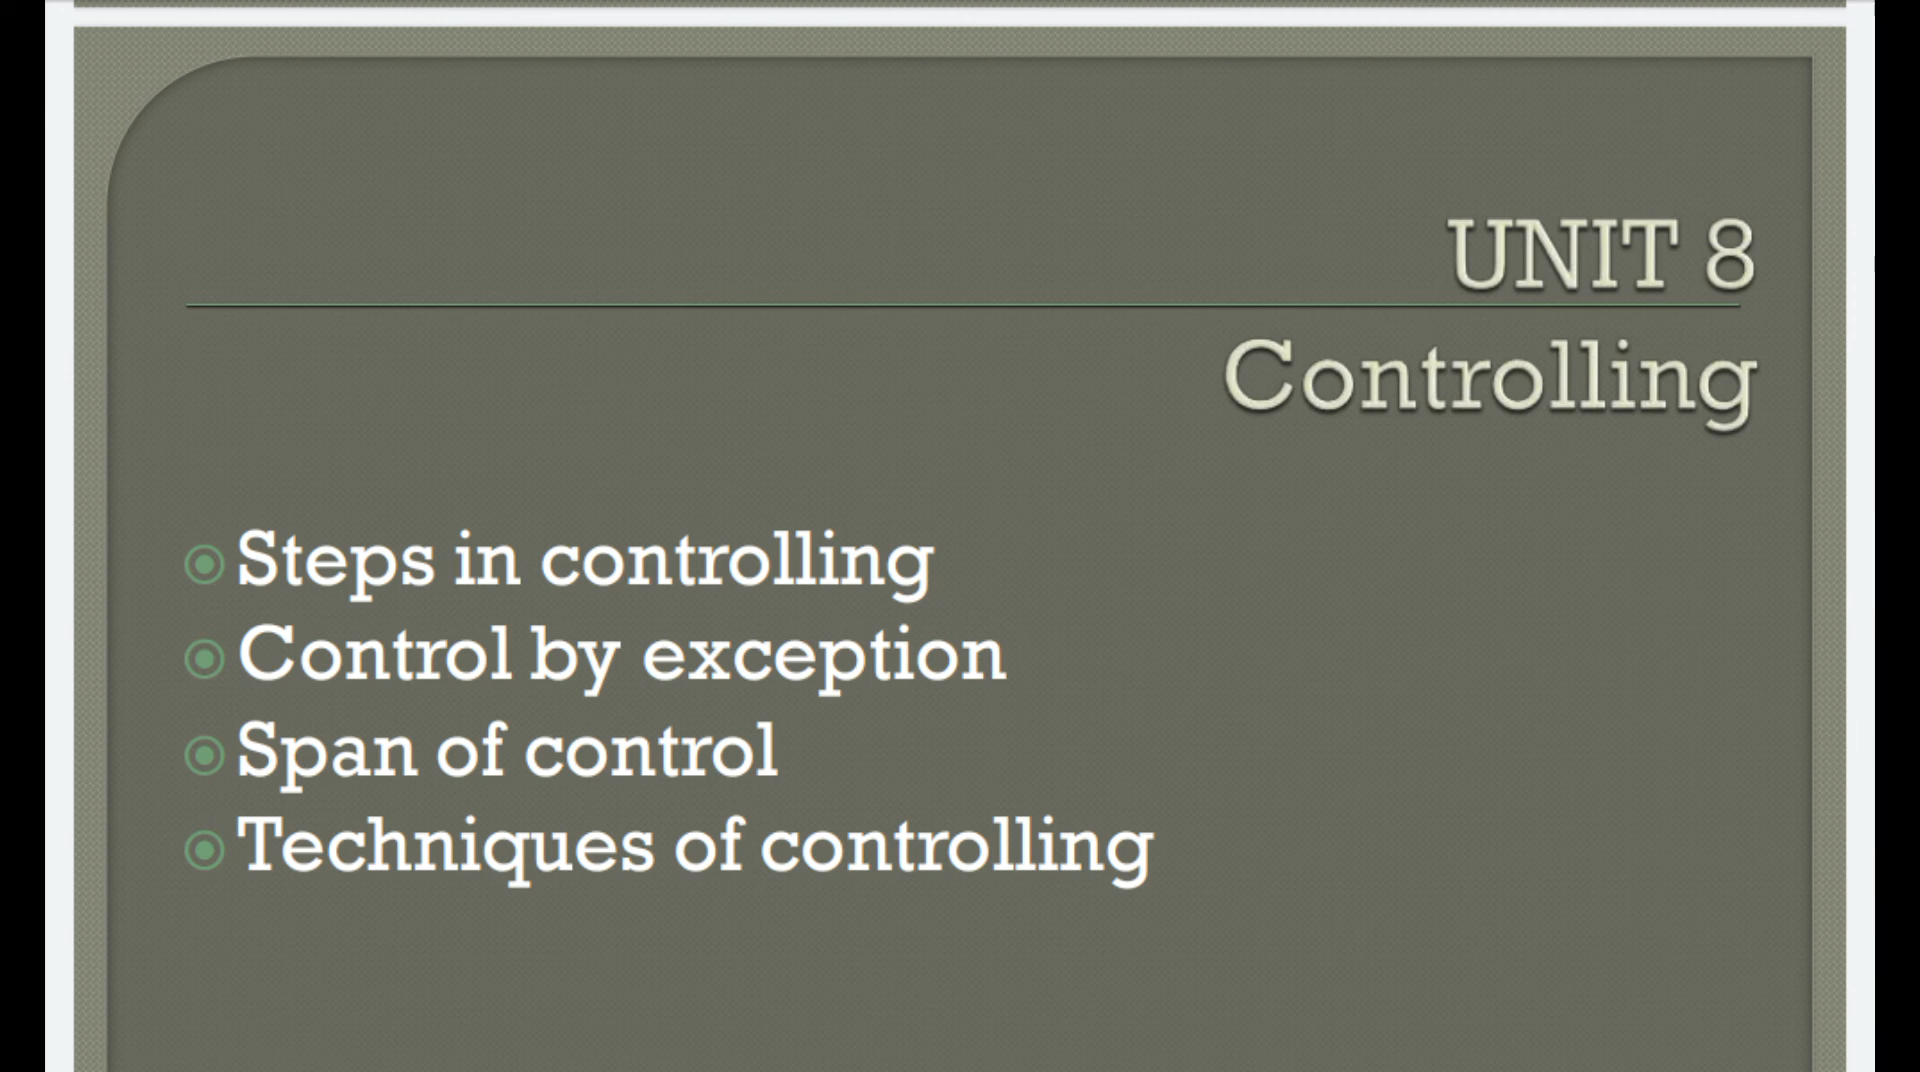 UNIT 8
Controlling
Steps in controlling
Control by exception
Span of control
Techniques of controlling